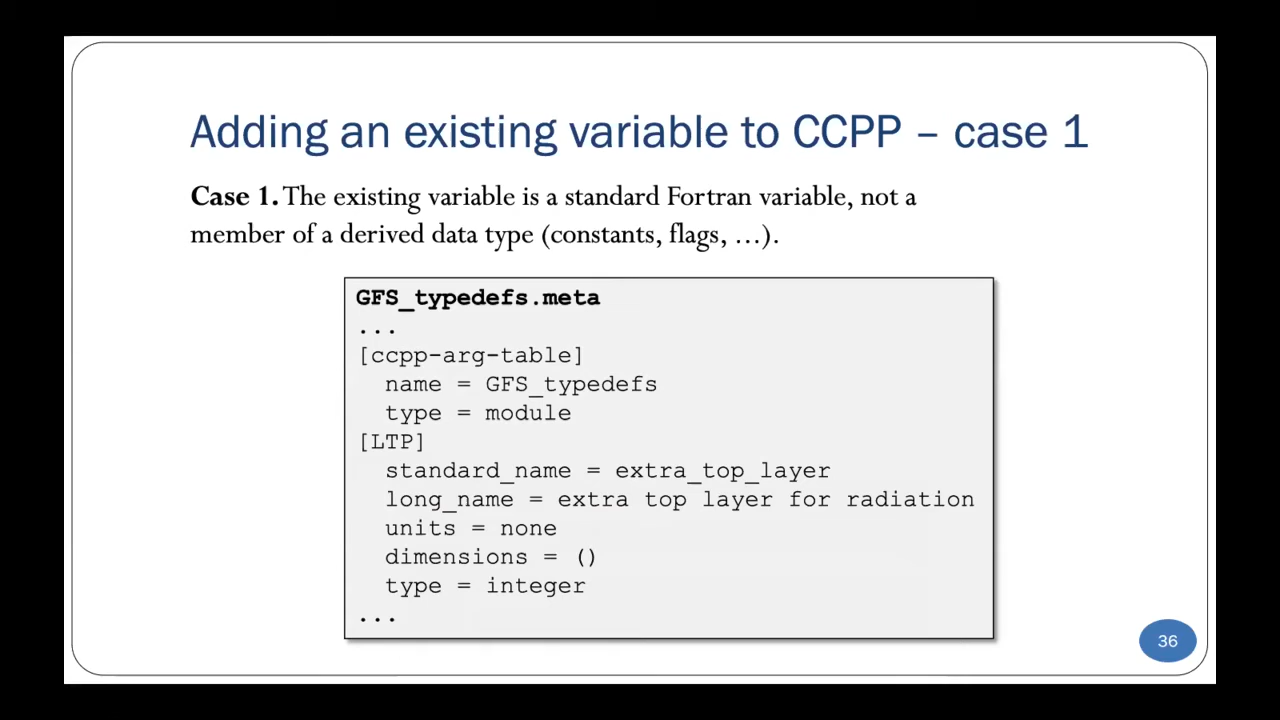 Adding an existing variable to CCPP – case 1
Case 1. The existing variable is a standard Fortran variable, not a
member of a derived data type (constants, flags, …).
GFS_typedefs.meta
...
[ccpp-arg-table]
  name = GFS_typedefs
  type = module
[LTP]
  standard_name = extra_top_layer
  long_name = extra top layer for radiation
  units = none
  dimensions = ()
  type = integer
...
36